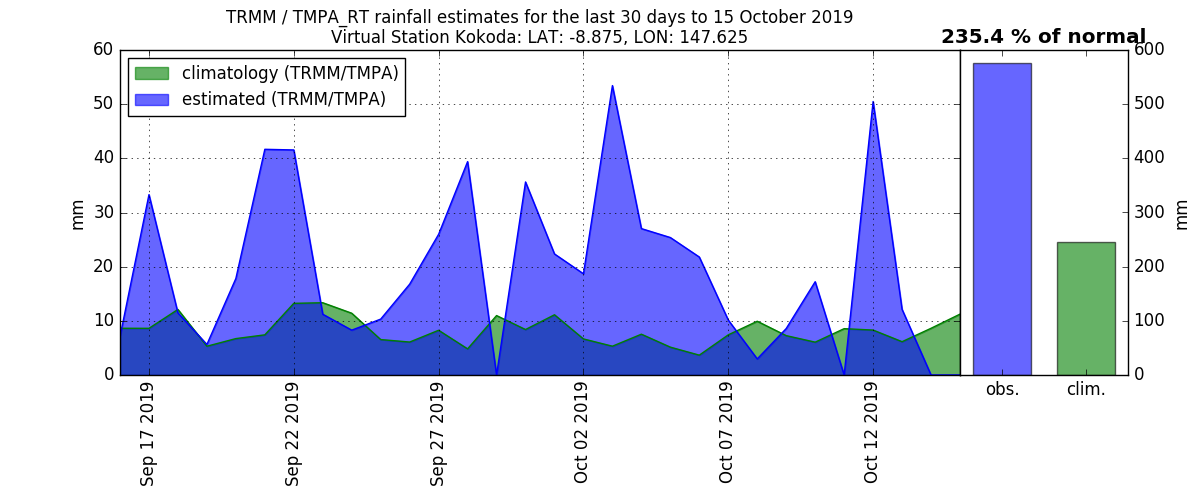 TRMM / TMPA_RT rainfall estimates for the last 30 days to 15 October 2019
Virtual Station Kokoda: LAT: -8.875, LON: 147.625
235.4 % of normal
climatology (TRMM/TMPA)
estimated (TRMM/TMPA)
60
50
40
30
20
10
0
mm
Sep 17 2019
Sep 22 2019
Sep 27 2019
Oct 02 2019
Oct 07 2019
Oct 12 2019
600
500
400
300
200
100
0
mm
obs.
clim.